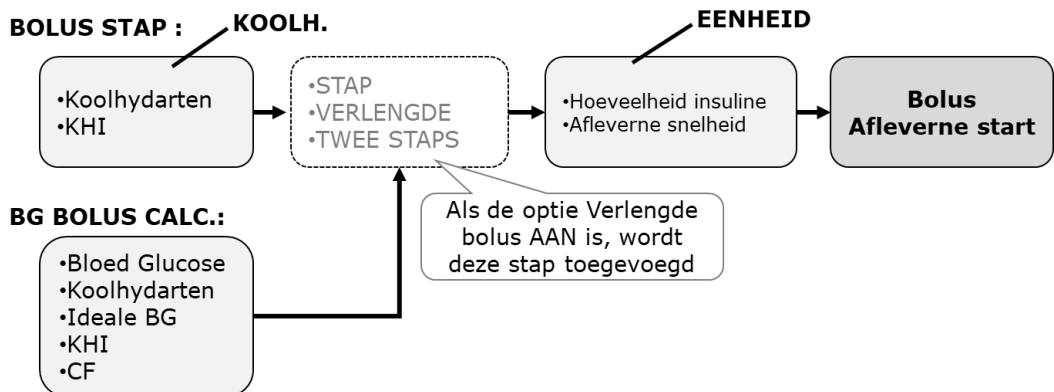 BOLUS STAP :
KOOLH.
EENHEID
•Koolhydarten
•KHI
•STAP
•VERLENGDE
•TWEE STAPS
•Hoeveelheid insuline
•Afleverne snelheid
Bolus
Afleverne start
BG BOLUS CALC.:
Als de optie Verlengde
bolus AAN is, wordt
deze stap toegevoegd
•Bloed Glucose
•Koolhydarten
•Ideale BG
•KHI
•CF